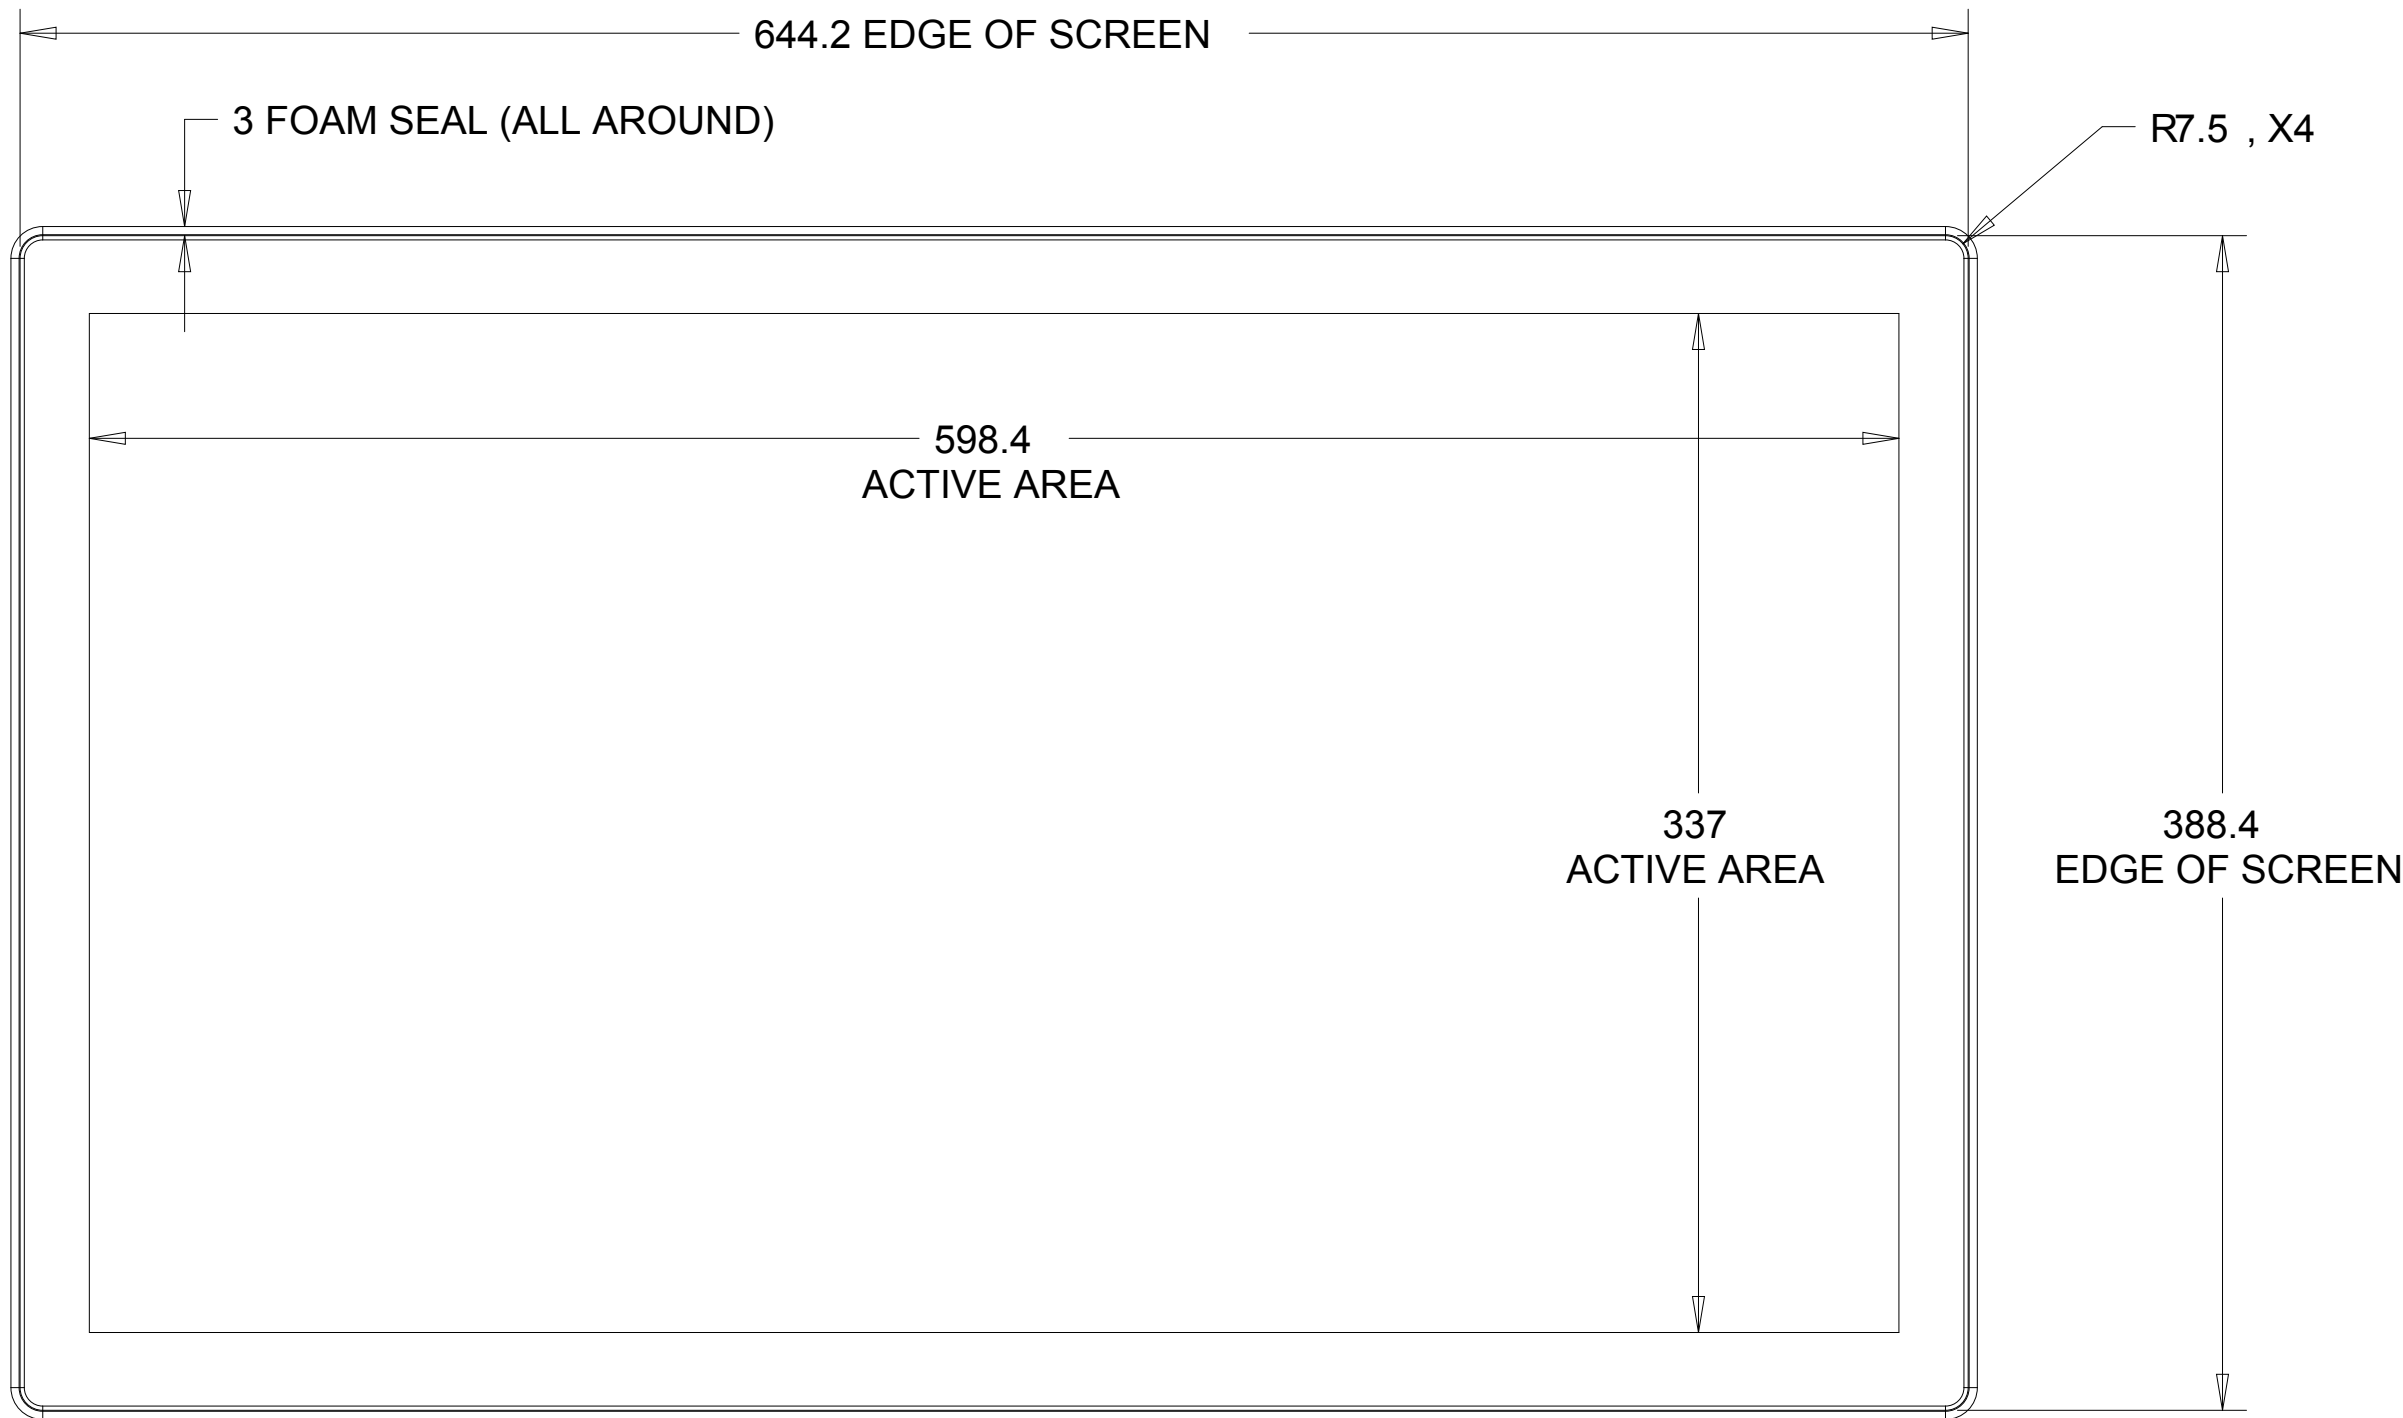 644.2 EDGE OF SCREEN
3 FOAM SEAL (ALL AROUND)
R7.5 , X4
598.4
ACTIVE AREA
337
ACTIVE AREA
388.4
EDGE OF SCREEN